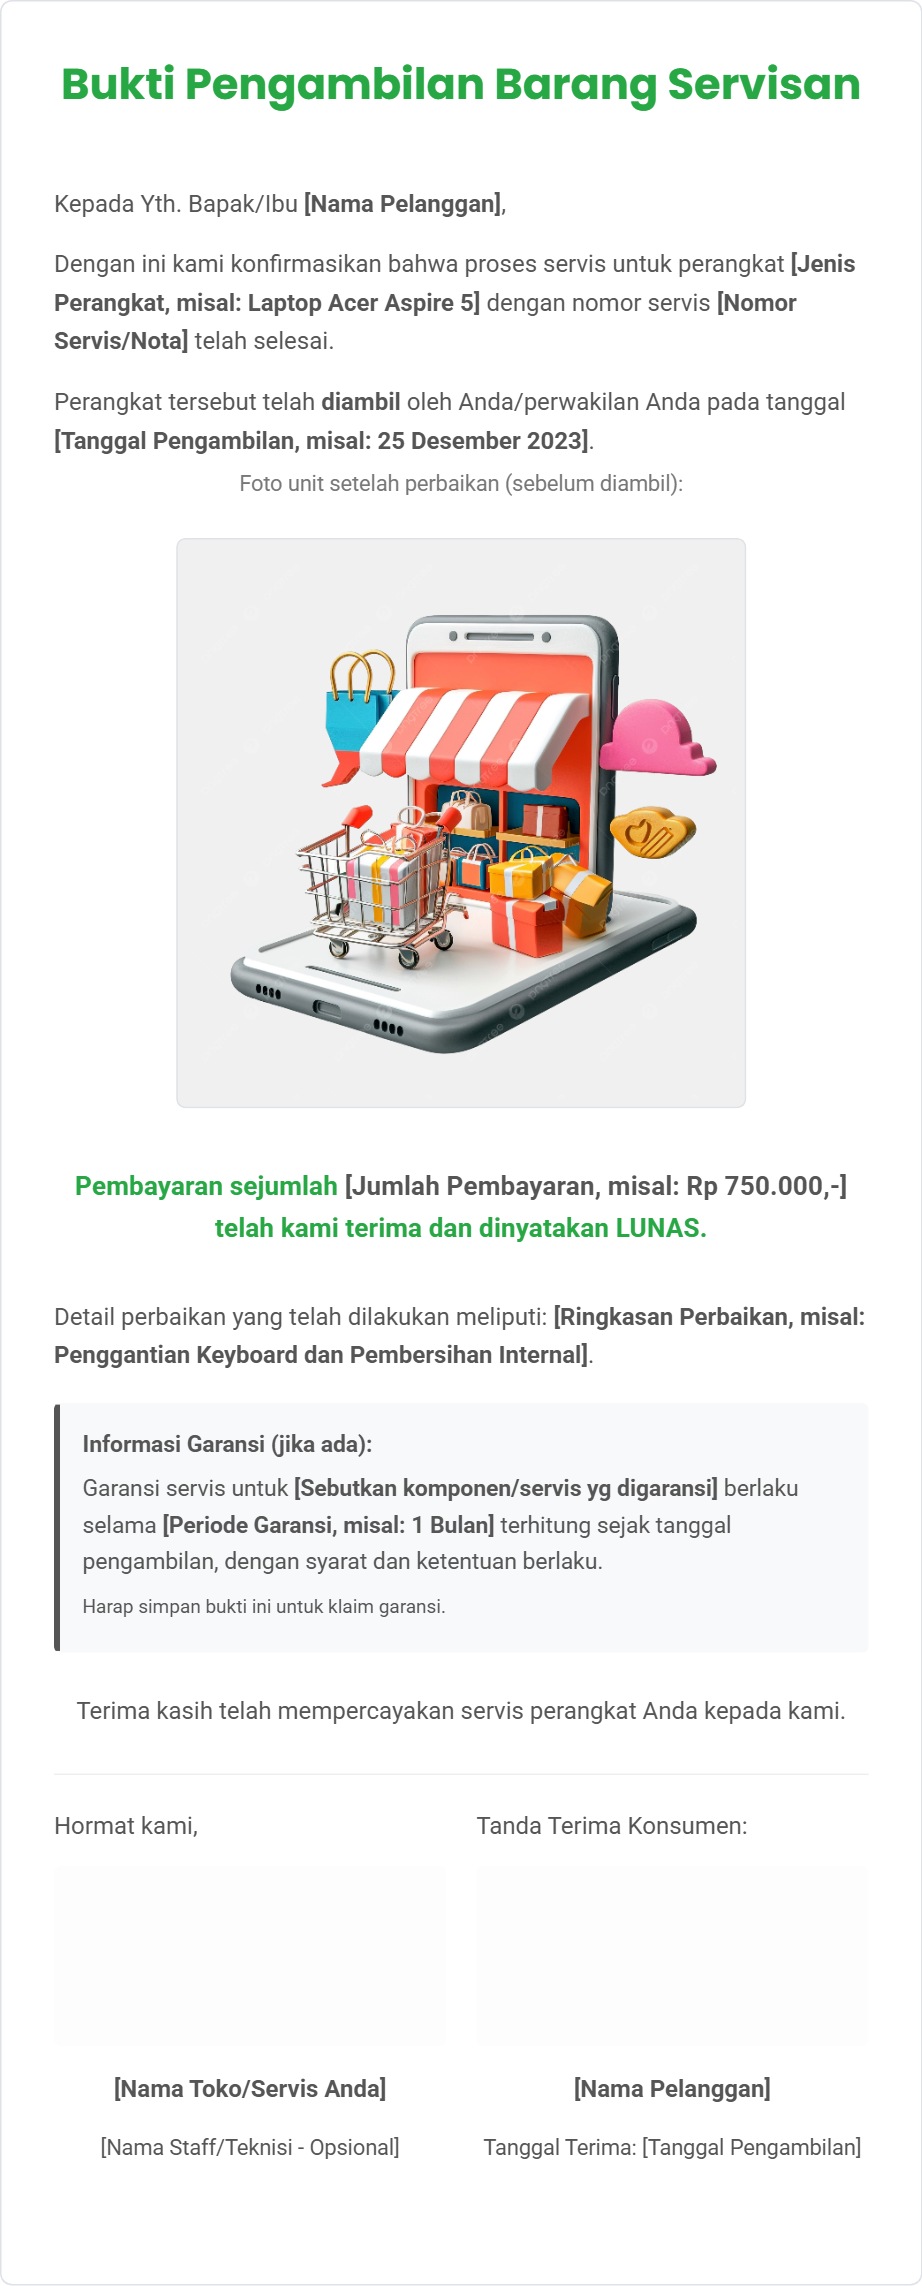 Bukti Pengambilan Barang Servisan
Kepada Yth. Bapak/Ibu [Nama Pelanggan],
Dengan ini kami konfirmasikan bahwa proses servis untuk perangkat [Jenis
Perangkat, misal: Laptop Acer Aspire 5] dengan nomor servis [Nomor
Servis/Nota] telah selesai.
Perangkat tersebut telah diambil oleh Anda/perwakilan Anda pada tanggal
[Tanggal Pengambilan, misal: 25 Desember 2023].
Foto unit setelah perbaikan (sebelum diambil):
Pembayaran sejumlah [Jumlah Pembayaran, misal: Rp 750.000,-]
telah kami terima dan dinyatakan LUNAS.
Detail perbaikan yang telah dilakukan meliputi: [Ringkasan Perbaikan, misal:
Penggantian Keyboard dan Pembersihan Internal].
Informasi Garansi (jika ada):
Garansi servis untuk [Sebutkan komponen/servis yg digaransi] berlaku
selama [Periode Garansi, misal: 1 Bulan] terhitung sejak tanggal
pengambilan, dengan syarat dan ketentuan berlaku.
Harap simpan bukti ini untuk klaim garansi.
Terima kasih telah mempercayakan servis perangkat Anda kepada kami.
Hormat kami,
Tanda Terima Konsumen:
[Nama Toko/Servis Anda]
[Nama Pelanggan]
[Nama Staff/Teknisi - Opsional]
Tanggal Terima: [Tanggal Pengambilan]